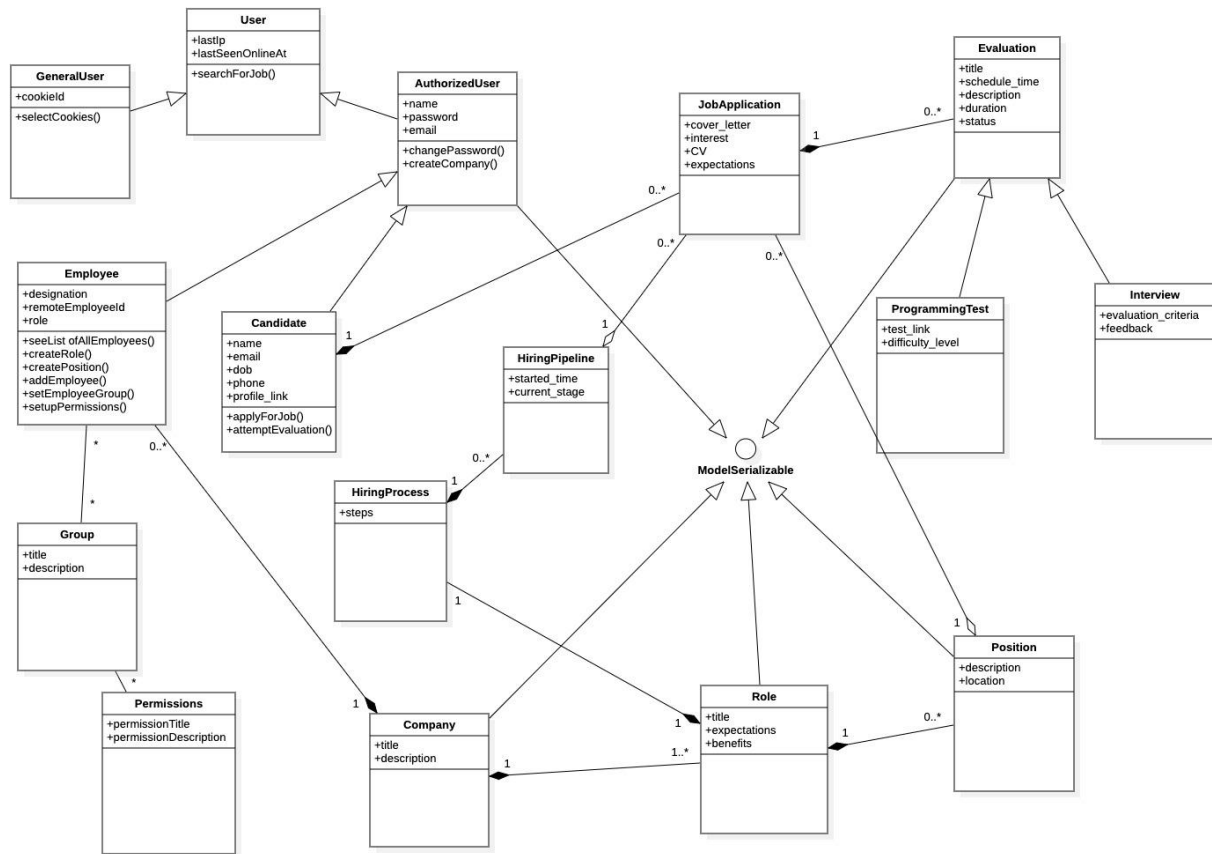 User
+lastIp
+lastSeenOnlineAt
+searchForJob()
GeneralUser
+cookieId
+selectCookies()
AuthorizedUser
+name
+password
+email
+changePassword()
+createCompany()
JobApplication
+cover_letter
+interest
+CV
+expectations
Evaluation
+title
+schedule_time
+description
+duration
+status
1
0..*
0..*
0..*
0..*
Employee
+designation
+remoteEmployeeId
+role
+seeList ofAllEmployees()
+createRole()
+createPosition()
+addEmployee()
+setEmployeeGroup()
+setupPermissions()
Candidate
+name
+email
+dob
+phone
+profile_link
+applyForJob()
+attemptEvaluation()
1
1
HiringPipeline
+started_time
+current_stage
ProgrammingTest
+test_link
+difficulty_level
Interview
+evaluation_criteria
+feedback
*
0..*
0..*
1
ModelSerializable
HiringProcess
+steps
*
Group
+title
+description
1
1
*
Permissions
+permissionTitle
+permissionDescription
1
Company
+title
+description
1
1
1..*
Role
+title
+expectations
+benefits
1
0..*
Position
+description
+location